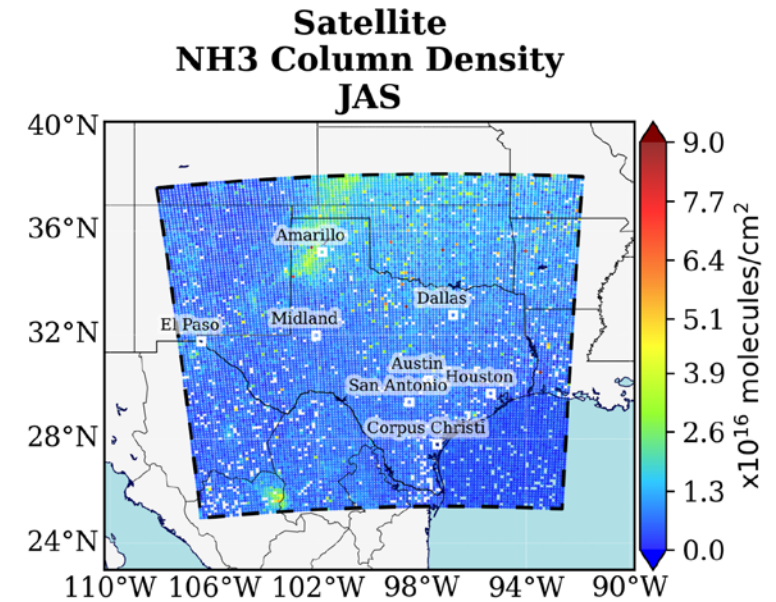 Satellite
NH3 Column Density
JAS
40°N
36°N
32°N
28°N
24°N
110°W 106°W 102°W 98°W 94°W 90°W
Amarillo
Dallas
El Paso
Midland
Austin
San Antonio
Houston
Corpus Christi
9.0
7.7
6.4
5.1
3.9
2.6
1.3
0.0
x10¹⁶ molecules/cm²